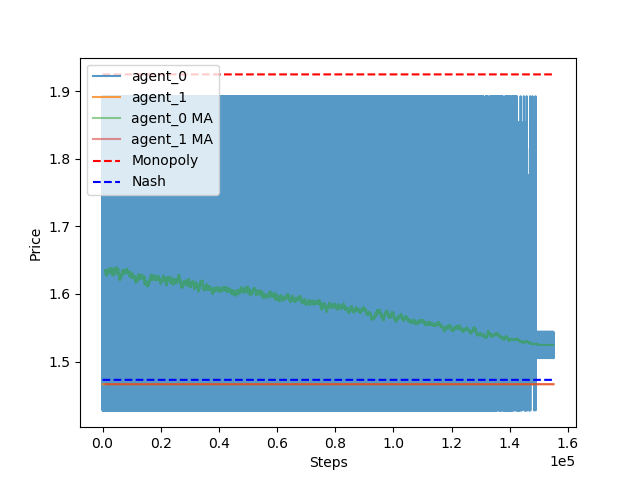 agent_0
agent_1
agent_0 MA
agent_1 MA
Monopoly
Nash
Price
1.9
1.8
1.7
1.6
1.5
0.0 0.2 0.4 0.6 0.8 1.0 1.2 1.4 1.6
1e5
Steps